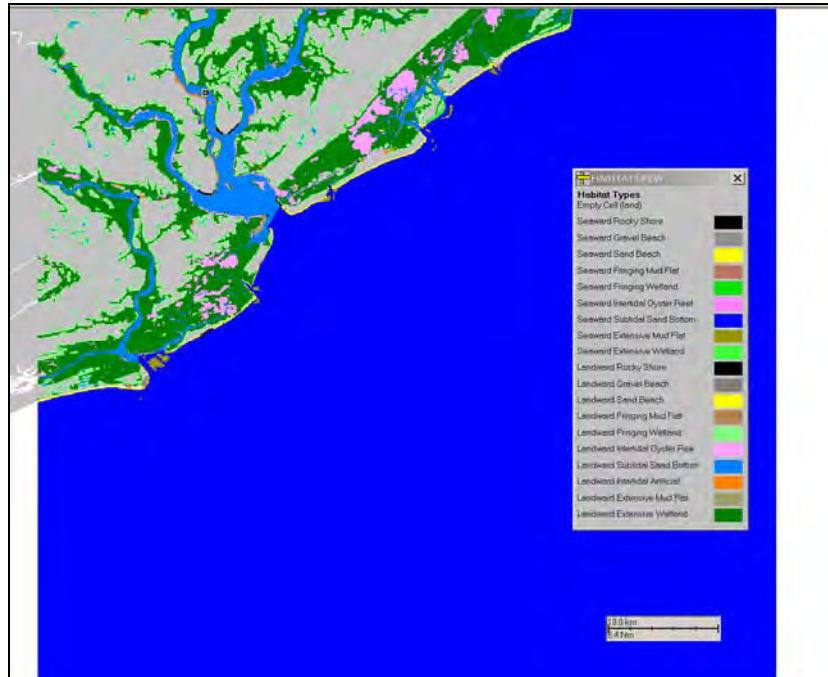 HABITATS VIEW
Habitat Types
Empty Cell (land)
Seaward Rocky Shore
Seaward Gravel Beach
Seaward Sand Beach
Seaward Fringing Mud Flat
Seaward Fringing Wetland
Seaward Intertidal Oyster Reef
Seaward Subtidal Sand Bottom
Seaward Extensive Mud Flat
Seaward Extensive Wetland
Landward Rocky Shore
Landward Gravel Beach
Landward Sand Beach
Landward Fringing Mud Flat
Landward Fringing Wetland
Landward Intertidal Oyster Ree
Landward Subtidal Sand Bottom
Landward Intertidal Artificial
Landward Extensive Mud Flat
Landward Extensive Wetland
10.0 km
5.4 Nm